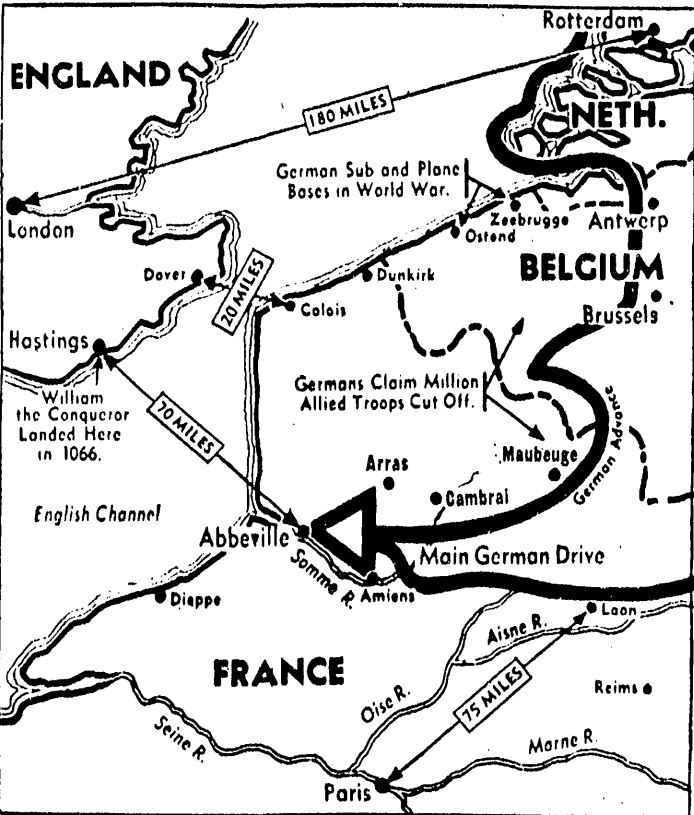 Rotterdam
ENGLAND
180 MILES
NETH.
German Sub and Plane
Bases in World War.
London
Zeebrugge
Antwerp
Ostend
Dover
Dunkirk
BELGIUM
20 MILES
Calais
Brussels
Hastings
William
the Conqueror
Landed Here
in 1066.
Germans Claim Million
Allied Troops Cut Off.
70 MILES
German Advance
Maubeuge
Arras
Cambrai
English Channel
Abbeville
Main German Drive
Somme R.
Amiens
Dieppe
Laon
Aisne R.
FRANCE
75 MILES
Reims
Oise R.
Seine R.
Marne R.
Paris